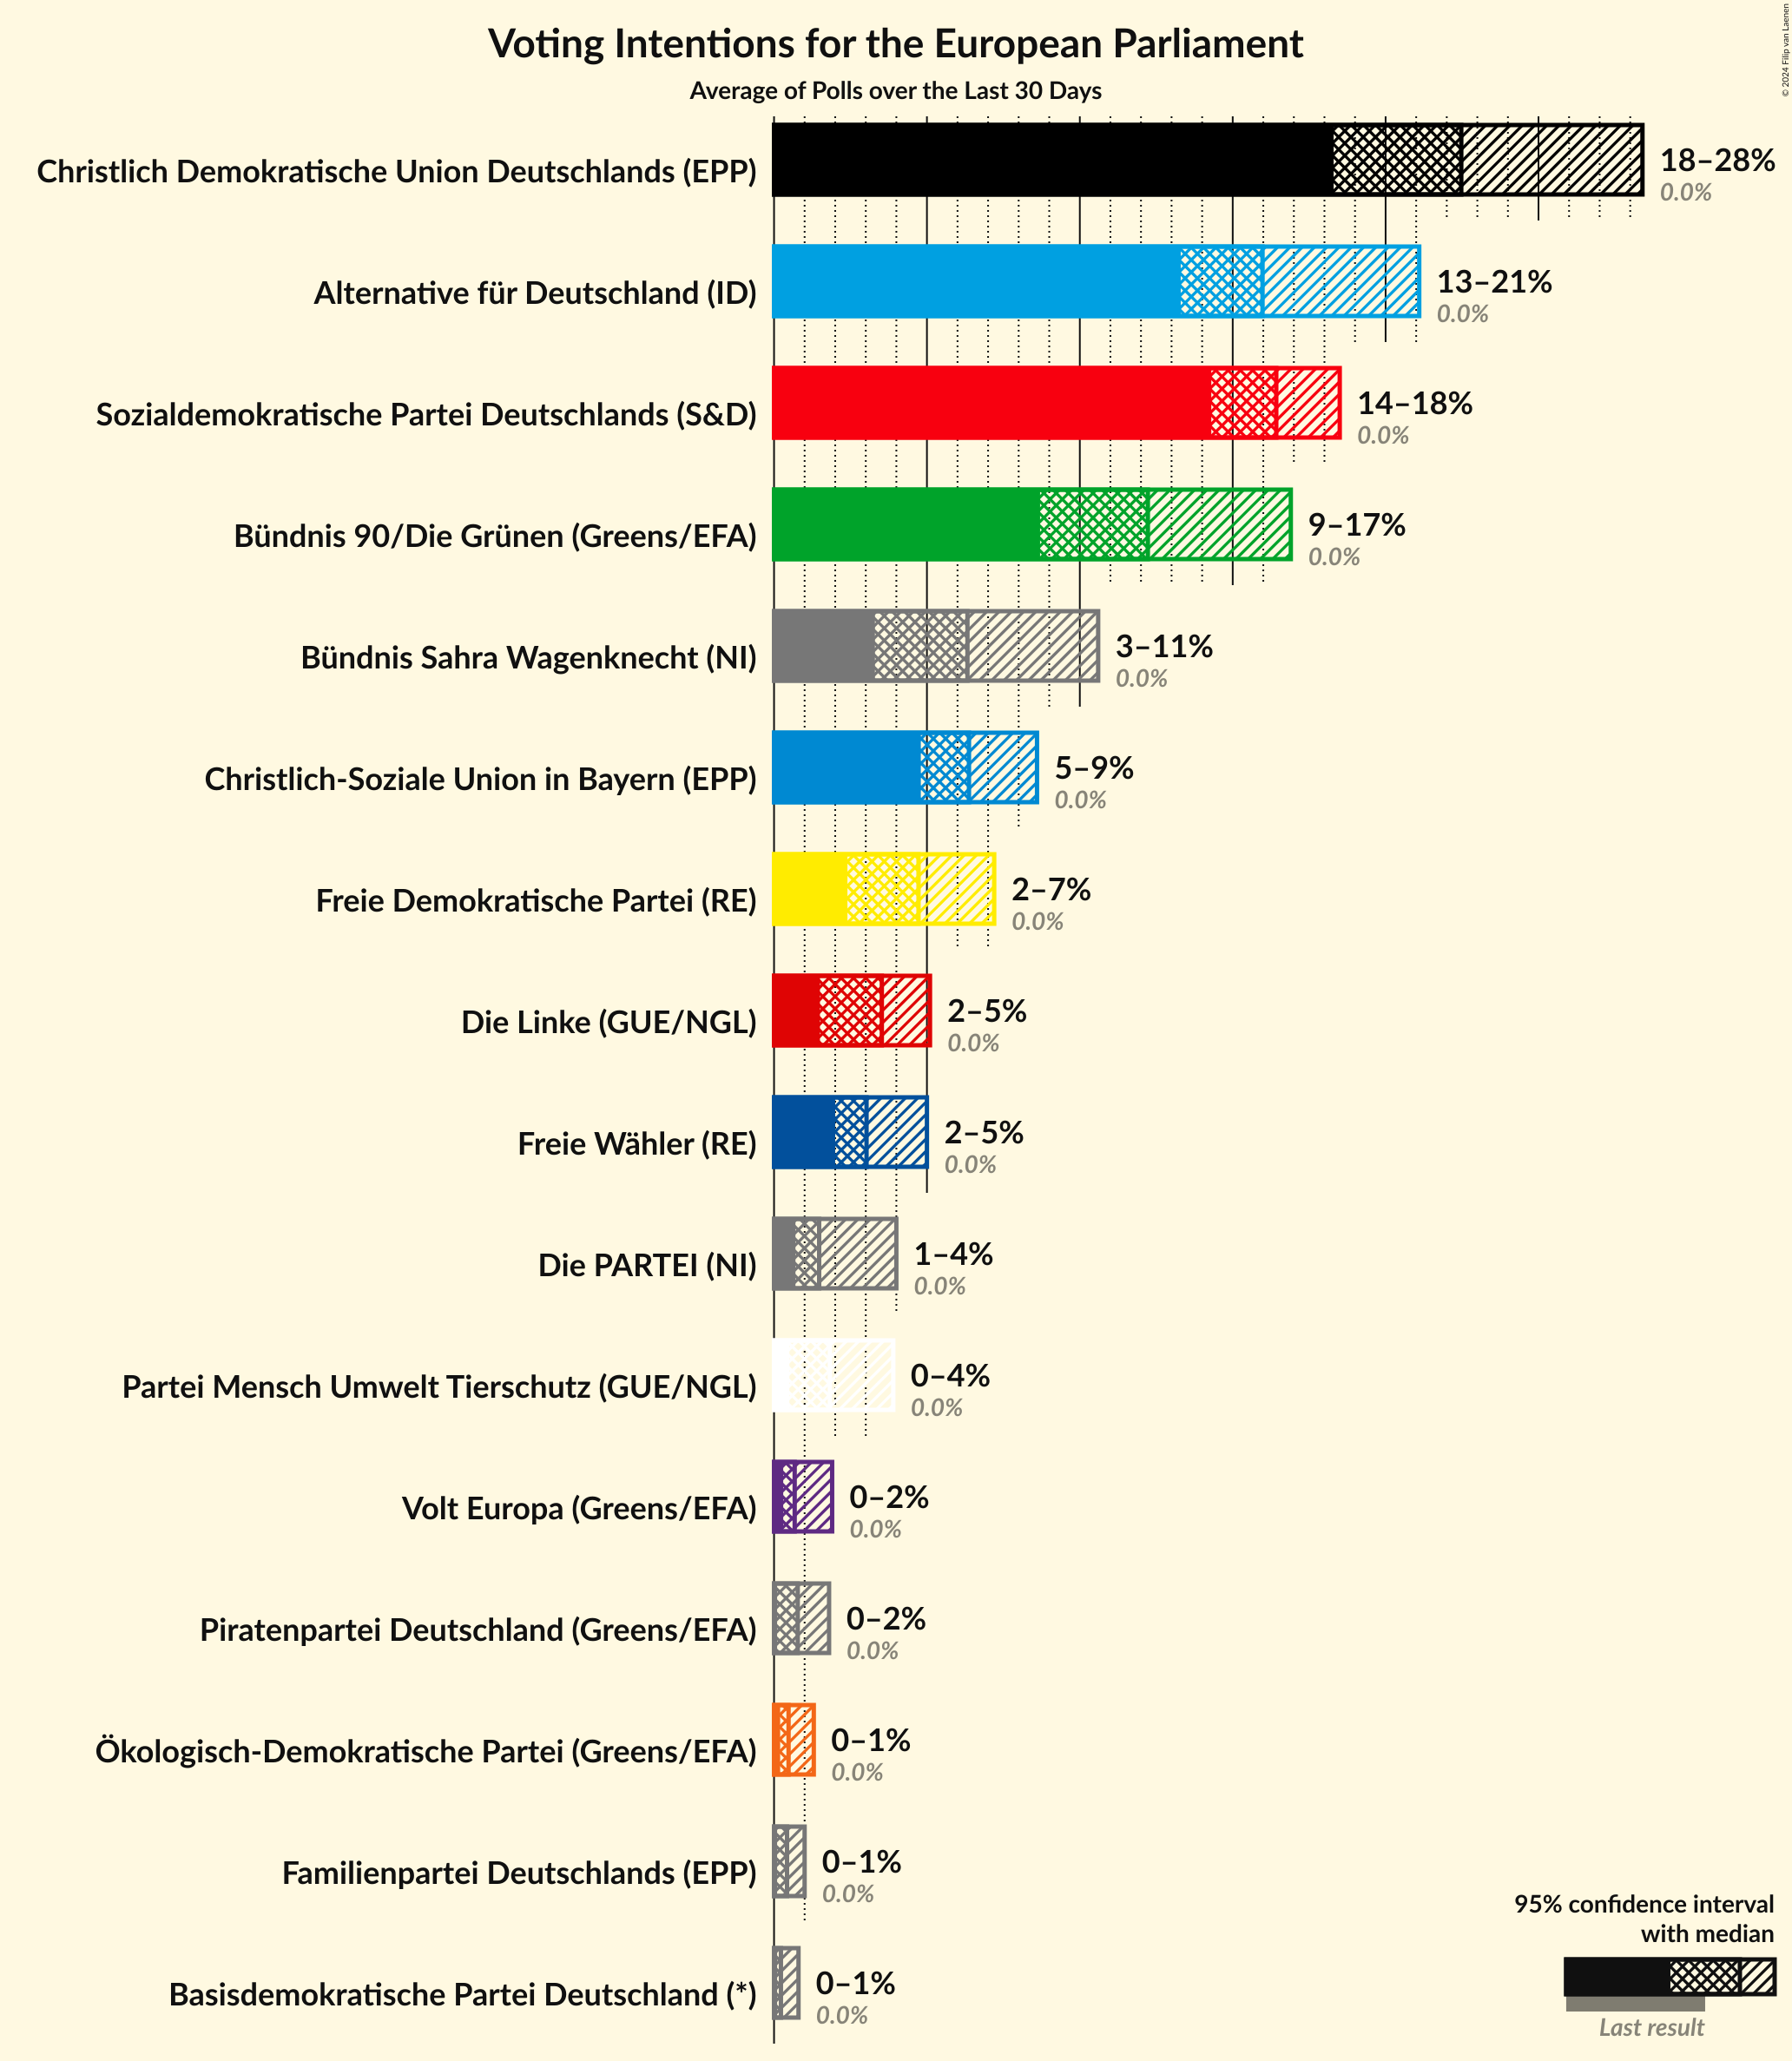 Voting Intentions for the European Parliament
Average of Polls over the Last 30 Days
© 2024 Filip van Laenen
Christlich Demokratische Union Deutschlands (EPP)
18–28%
0.0%
Alternative für Deutschland (ID)
13–21%
0.0%
Sozialdemokratische Partei Deutschlands (S&D)
14–18%
0.0%
Bündnis 90/Die Grünen (Greens/EFA)
9–17%
0.0%
Bündnis Sahra Wagenknecht (NI)
3–11%
0.0%
Christlich-Soziale Union in Bayern (EPP)
5–9%
0.0%
Freie Demokratische Partei (RE)
2–7%
0.0%
Die Linke (GUE/NGL)
2–5%
0.0%
Freie Wähler (RE)
2–5%
0.0%
Die PARTEI (NI)
1–4%
0.0%
Partei Mensch Umwelt Tierschutz (GUE/NGL)
0–4%
0.0%
Volt Europa (Greens/EFA)
0–2%
0.0%
Piratenpartei Deutschland (Greens/EFA)
0–2%
0.0%
Ökologisch-Demokratische Partei (Greens/EFA)
0–1%
0.0%
Familienpartei Deutschlands (EPP)
0–1%
0.0%
Basisdemokratische Partei Deutschland (*)
0–1%
0.0%
95% confidence interval
with median
Last result